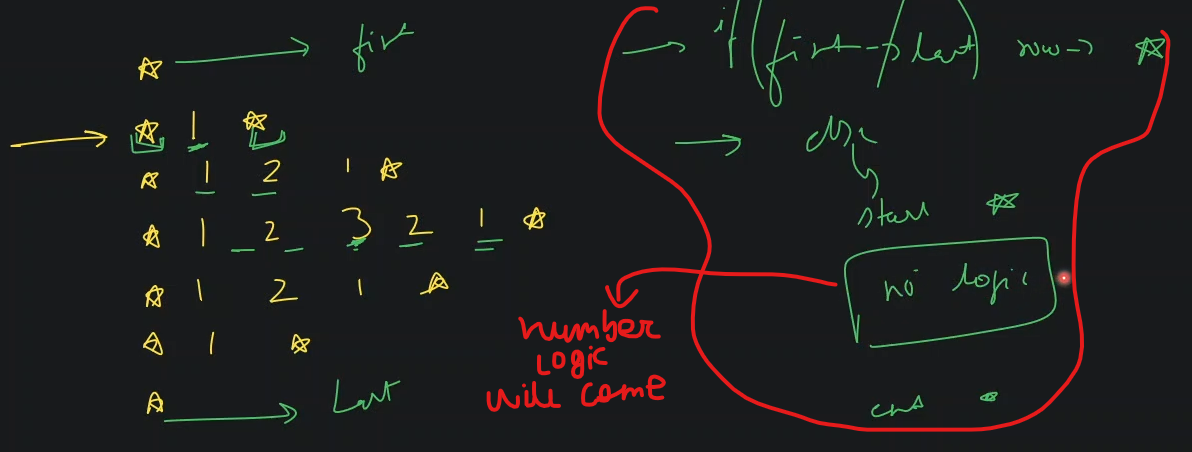 ☆ → first
→ ☆ 1 ☆
☆ 1 2 1 ☆
☆ 1 2 3 2 1 ☆
☆ 1 2 1 ☆
☆ 1 ☆
☆ → Last
→ if (first → / last) row → ☆
→ else
start ☆
no logic
end ☆
number
Logic
will come